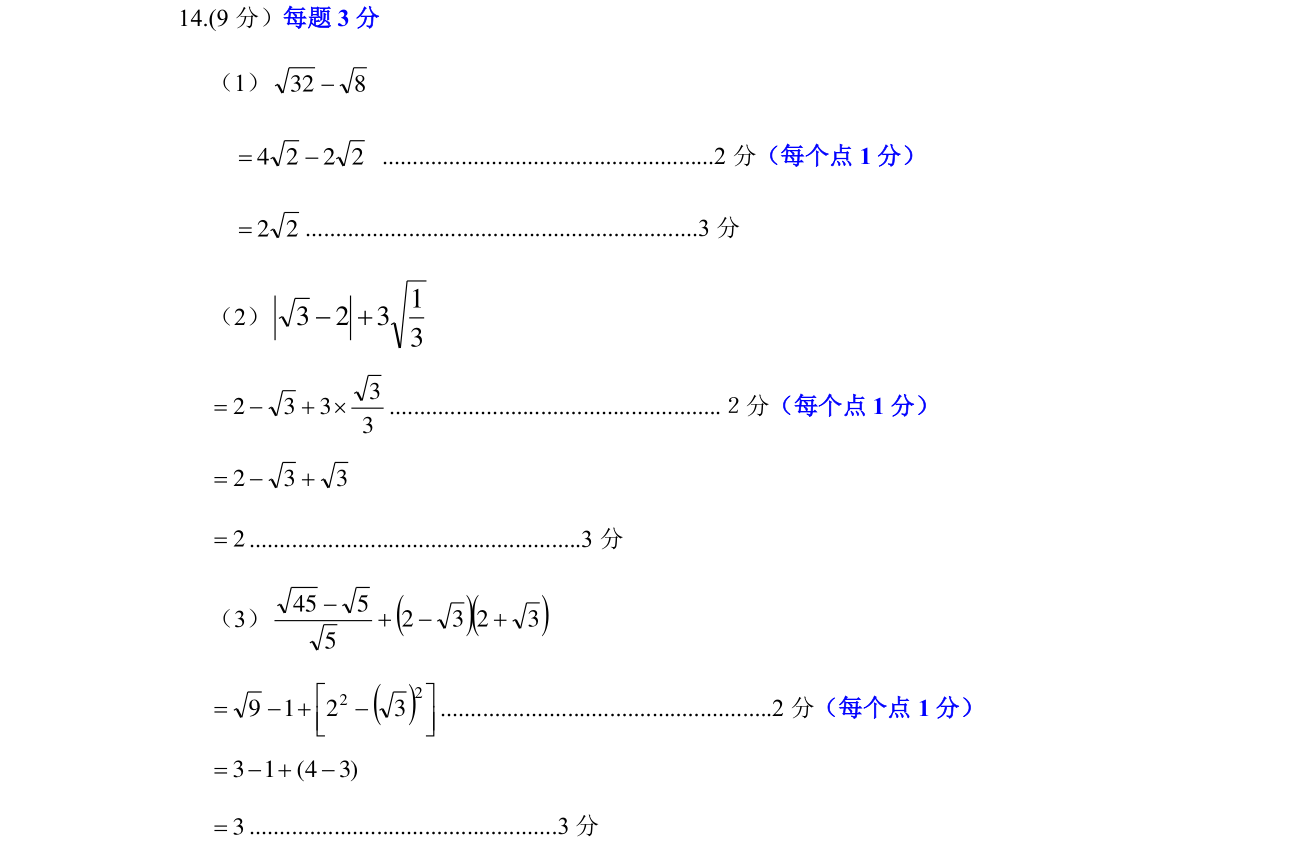 14.(9 分）每题 3 分
（1） √32 − √8
= 4√2 − 2√2 .......................................................2 分（每个点 1 分）
= 2√2 .................................................................3 分
（2） |√3 − 2| + 3√(1/3)
= 2 − √3 + 3 × √3/3 ....................................................... 2 分（每个点 1 分）
= 2 − √3 + √3
= 2 .......................................................3 分
（3） (√45 − √5)/√5 + (2 − √3)(2 + √3)
= √9 − 1 + [2² − (√3)²] .......................................................2 分（每个点 1 分）
= 3 − 1 + (4 − 3)
= 3 ...................................................3 分